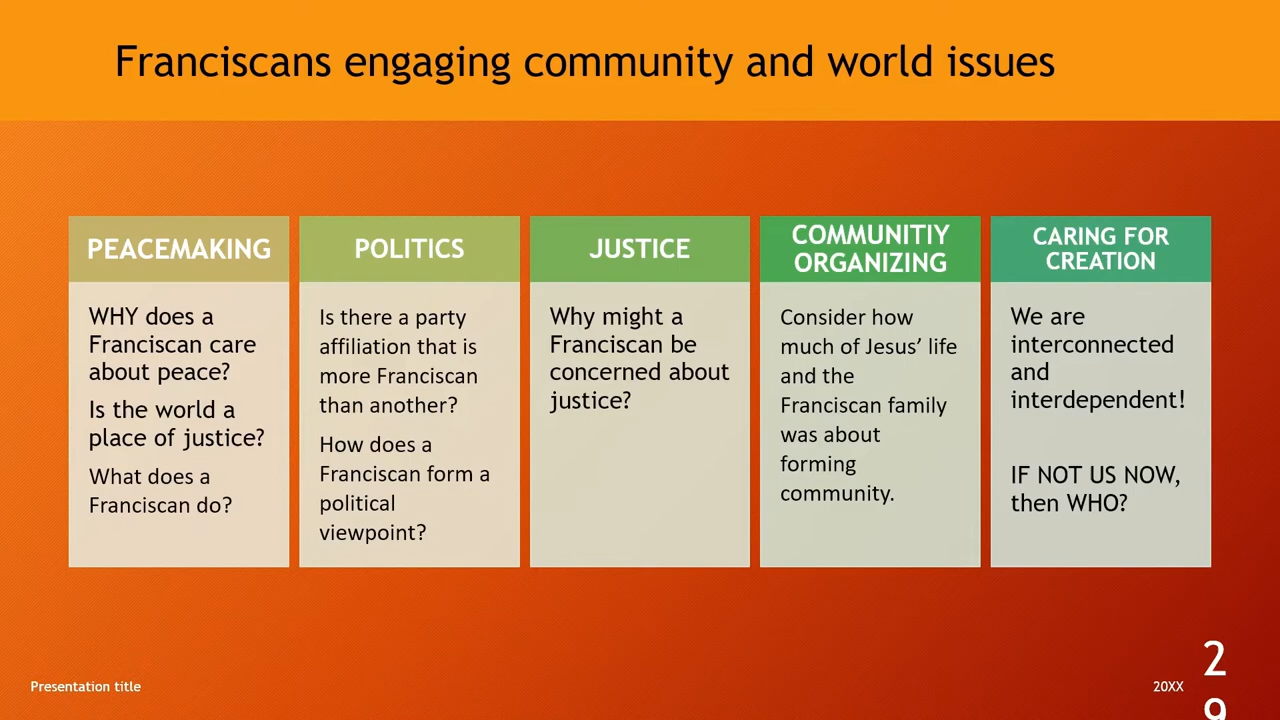 Franciscans engaging community and world issues
PEACEMAKING
WHY does a
Franciscan care
about peace?
Is the world a
place of justice?
What does a
Franciscan do?
POLITICS
Is there a party
affiliation that is
more Franciscan
than another?
How does a
Franciscan form a
political
viewpoint?
JUSTICE
Why might a
Franciscan be
concerned about
justice?
COMMUNITIY
ORGANIZING
Consider how
much of Jesus’ life
and the
Franciscan family
was about
forming
community.
CARING FOR
CREATION
We are
interconnected
and
interdependent!
IF NOT US NOW,
then WHO?
Presentation title
20XX
2
9